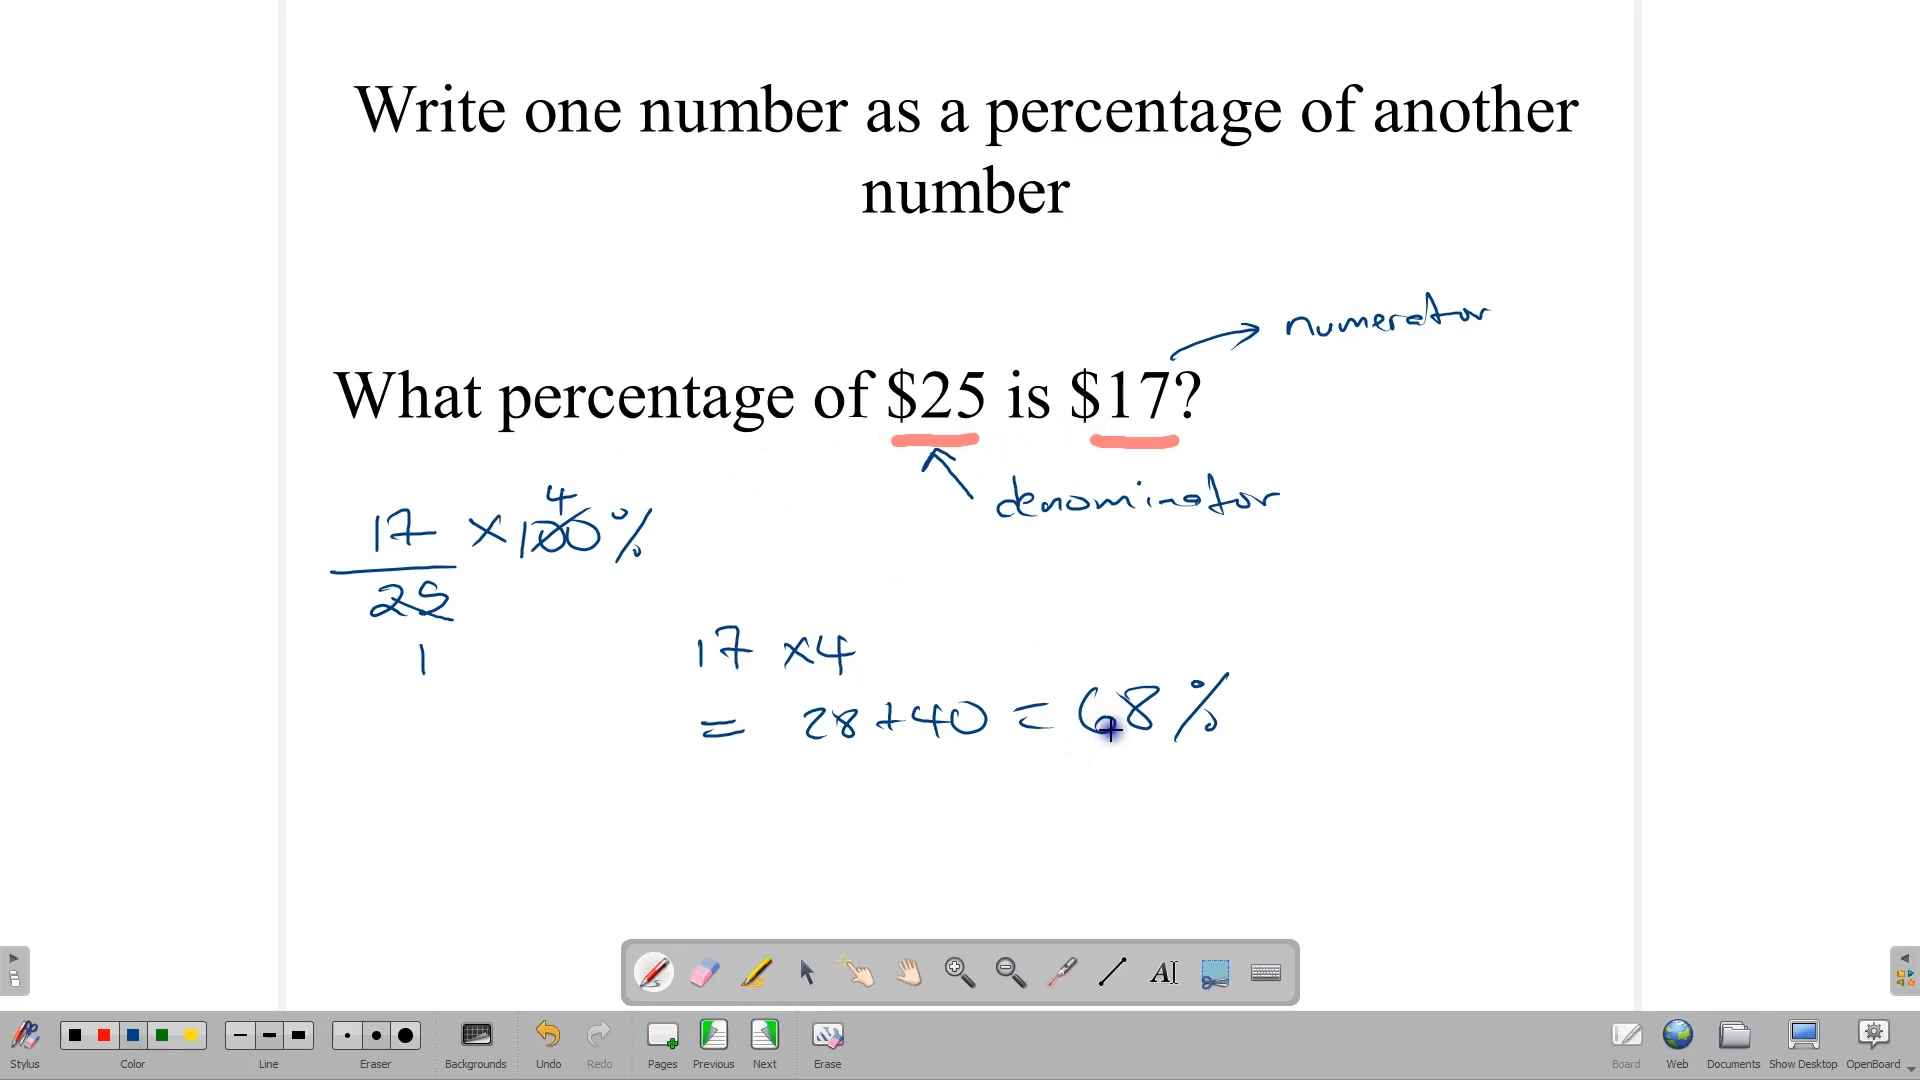 Write one number as a percentage of another
number
numerator
What percentage of $25 is $17?
denominator
4
17 × 100 %
25
1
17 ×4
= 28 + 40 = 68 %
Stylus Color Line Eraser Backgrounds Undo Redo Pages Previous Next Erase Board Web Documents Show Desktop OpenBoard